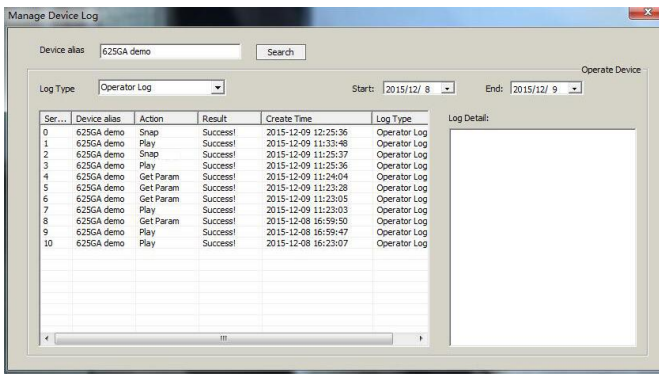 Manage Device Log
Device alias 625GA demo Search
Operate Device
Log Type Operator Log Start: 2015/12/ 8 End: 2015/12/ 9
Ser... Device alias Action Result Create Time Log Type Log Detail:
0 625GA demo Snap Success! 2015-12-09 12:25:36 Operator Log
1 625GA demo Play Success! 2015-12-09 11:33:48 Operator Log
2 625GA demo Snap Success! 2015-12-09 11:25:37 Operator Log
3 625GA demo Play Success! 2015-12-09 11:25:36 Operator Log
4 625GA demo Get Param Success! 2015-12-09 11:24:04 Operator Log
5 625GA demo Get Param Success! 2015-12-09 11:23:28 Operator Log
6 625GA demo Get Param Success! 2015-12-09 11:23:05 Operator Log
7 625GA demo Play Success! 2015-12-09 11:23:03 Operator Log
8 625GA demo Get Param Success! 2015-12-08 16:59:50 Operator Log
9 625GA demo Play Success! 2015-12-08 16:59:47 Operator Log
10 625GA demo Play Success! 2015-12-08 16:23:07 Operator Log